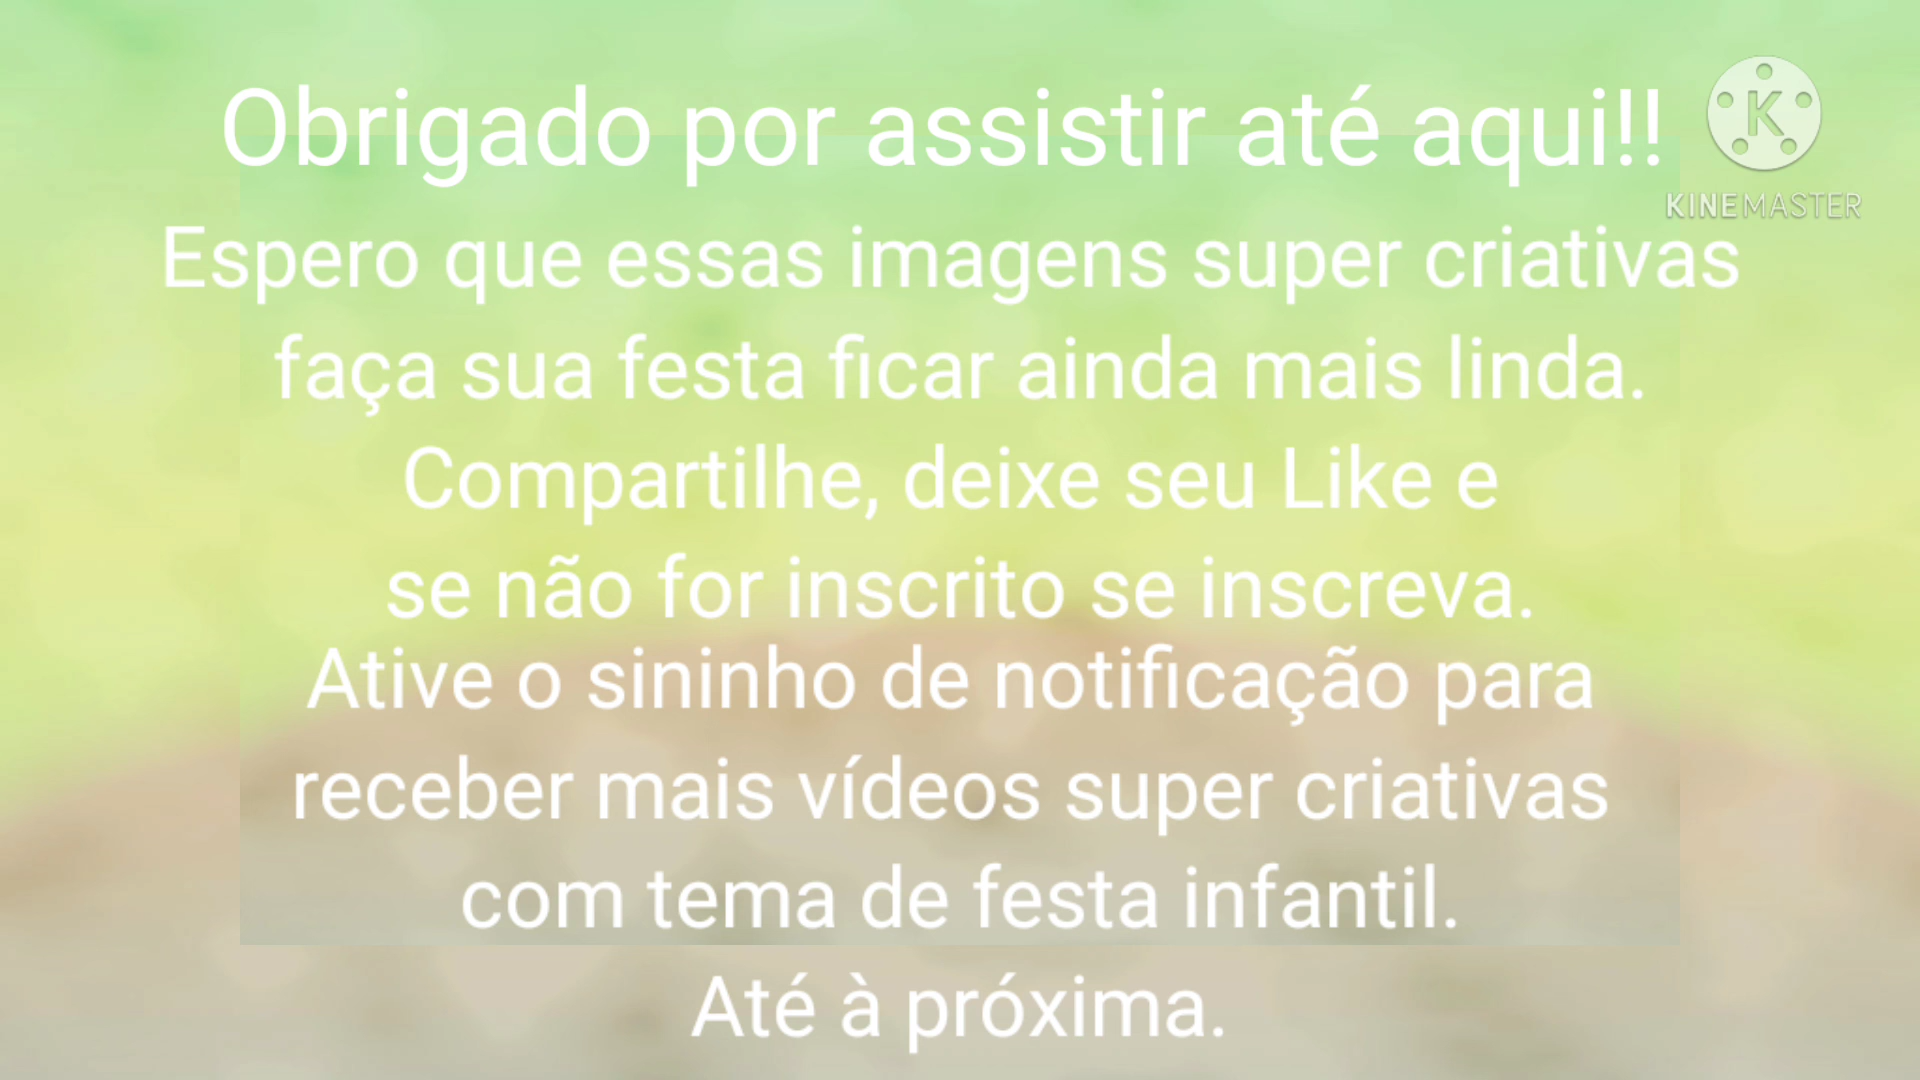 Obrigado por assistir até aqui!!
K
KINEMASTER
Espero que essas imagens super criativas
faça sua festa ficar ainda mais linda.
Compartilhe, deixe seu Like e
se não for inscrito se inscreva.
Ative o sininho de notificação para
receber mais vídeos super criativas
com tema de festa infantil.
Até à próxima.